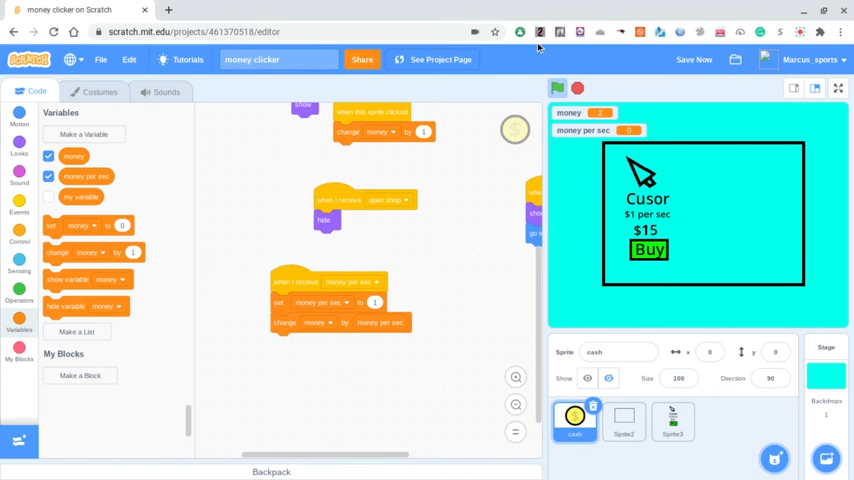 money clicker on Scratch
scratch.mit.edu/projects/461370518/editor
SCRATCH
File
Edit
Tutorials
money clicker
Share
See Project Page
Save Now
Marcus_sports
Code
Costumes
Sounds
Motion
Looks
Sound
Events
Control
Sensing
Operators
Variables
My Blocks
Variables
Make a Variable
money
money per sec
my variable
set money to 0
change money by 1
show variable money
hide variable money
Make a List
My Blocks
Make a Block
show
when this sprite clicked
change money by 1
when I receive open shop
hide
when I receive money per sec
set money per sec to 1
change money by money per sec
Backpack
money 2
money per sec 0
Cusor
$1 per sec
$15
Buy
Sprite cash x 0 y 0
Show Size 100 Direction 90
cash
Sprite2
Sprite3
Stage
Backdrops
1